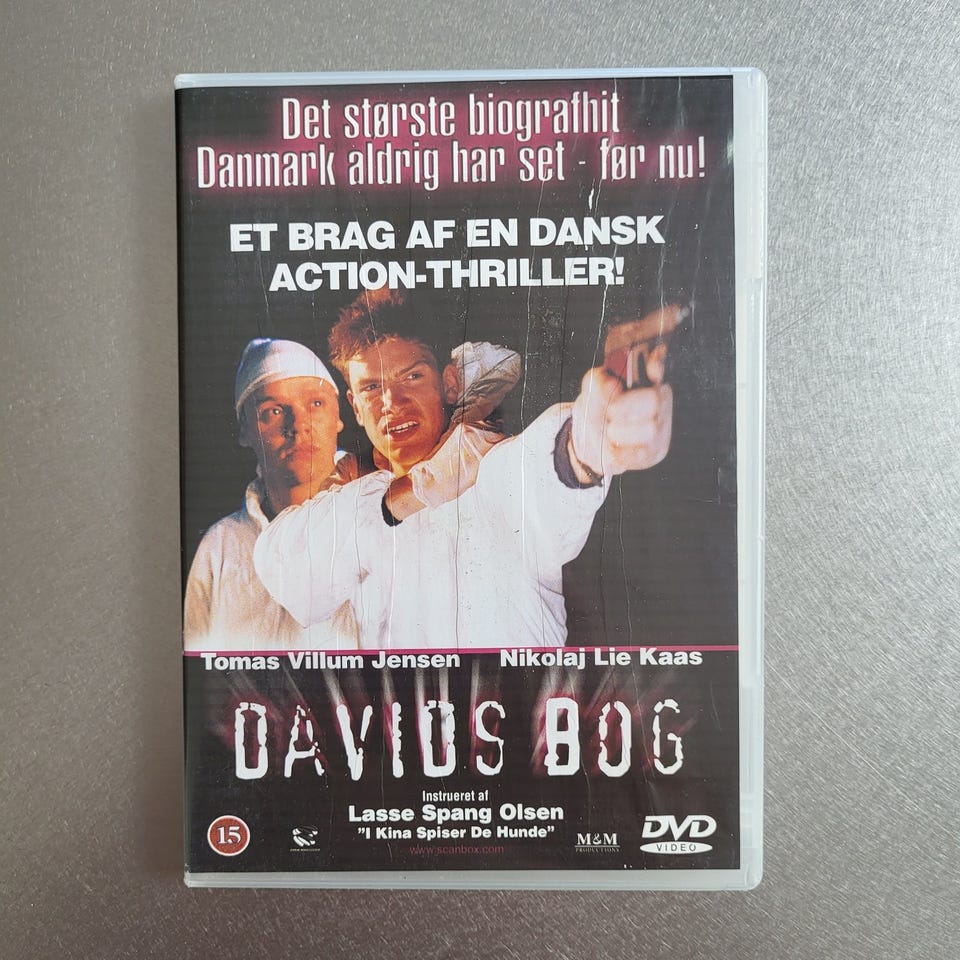 Det største biografhit
Danmark aldrig har set - før nu!
ET BRAG AF EN DANSK
ACTION-THRILLER!
Tomas Villum Jensen Nikolaj Lie Kaas
DAVIDS BOG
Instrueret af
Lasse Spang Olsen
"I Kina Spiser De Hunde"
www.scanbox.com
15
M&M
PRODUCTIONS
DVD
VIDEO